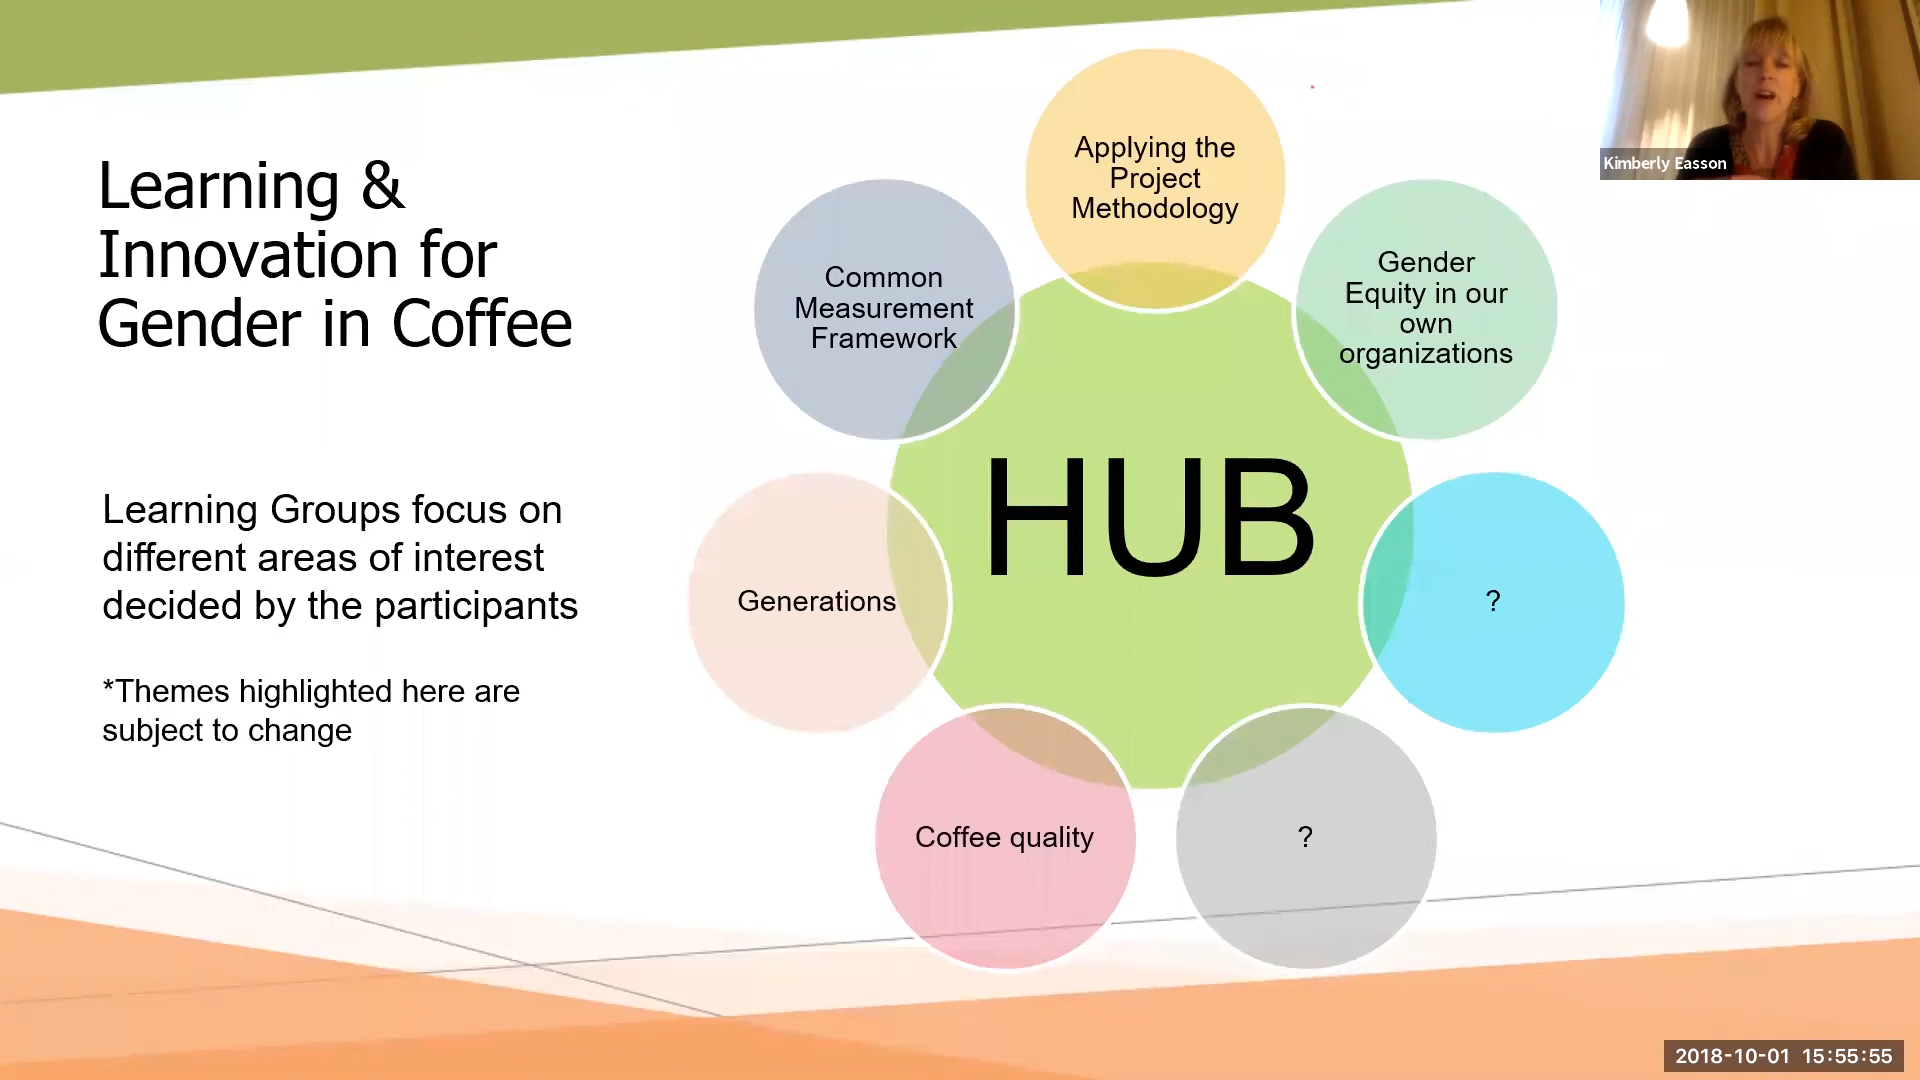 Learning &
Innovation for
Gender in Coffee
Learning Groups focus on
different areas of interest
decided by the participants
*Themes highlighted here are
subject to change
Applying the
Project
Methodology
Gender
Equity in our
own
organizations
?
?
Coffee quality
Generations
Common
Measurement
Framework
HUB
Kimberly Easson
2018-10-01 15:55:55